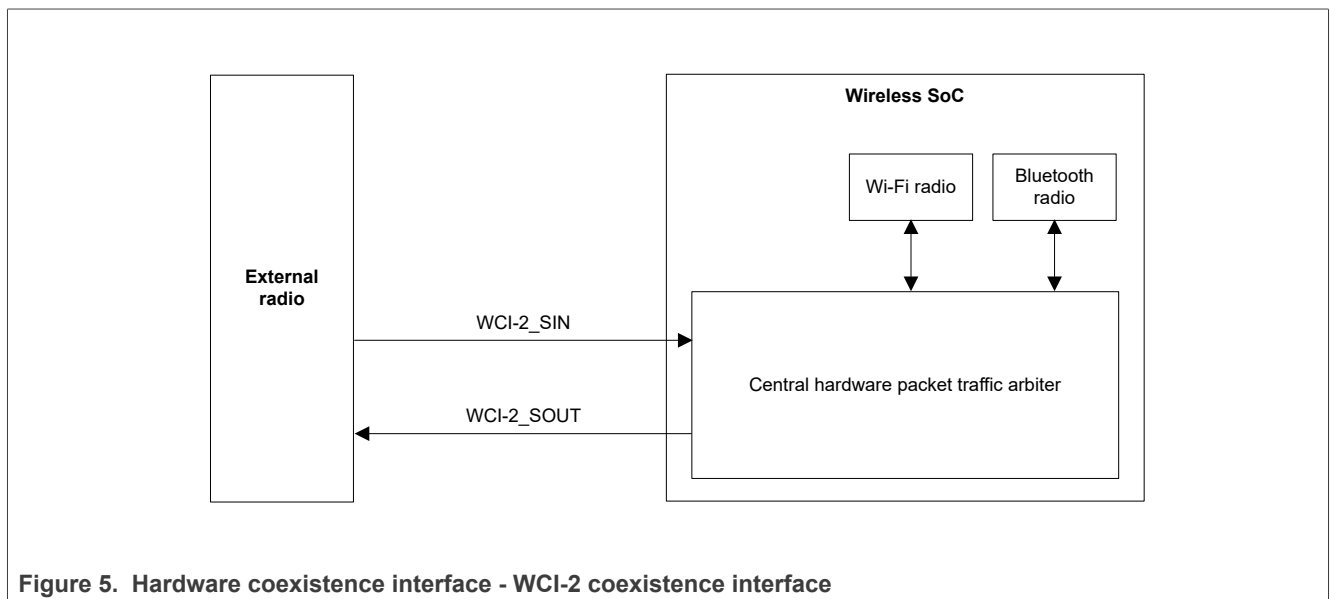 Wireless SoC
Wi-Fi radio
Bluetooth
radio
External
radio
WCI-2_SIN
Central hardware packet traffic arbiter
WCI-2_SOUT
Figure 5. Hardware coexistence interface - WCI-2 coexistence interface